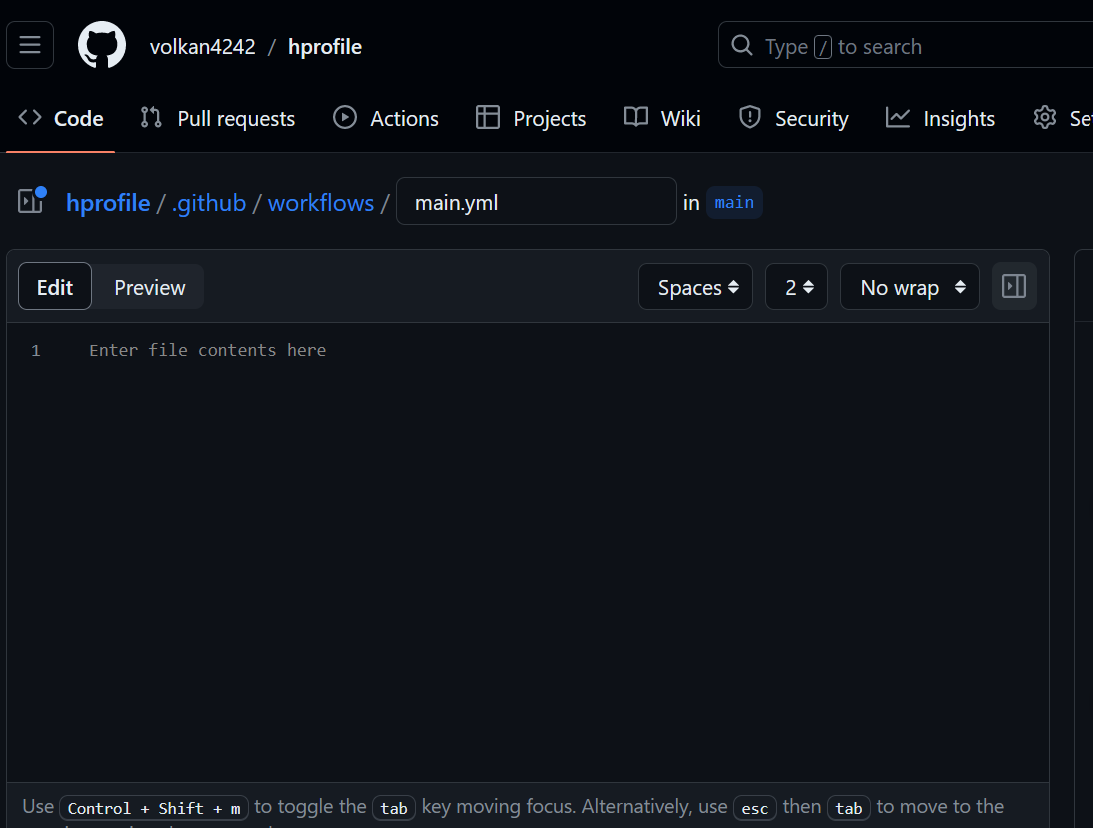 volkan4242 / hprofile
Type / to search
Code Pull requests Actions Projects Wiki Security Insights
hprofile / .github / workflows / main.yml in main
Edit Preview Spaces 2 No wrap
1 Enter file contents here
Use Control + Shift + m to toggle the tab key moving focus. Alternatively, use esc then tab to move to the